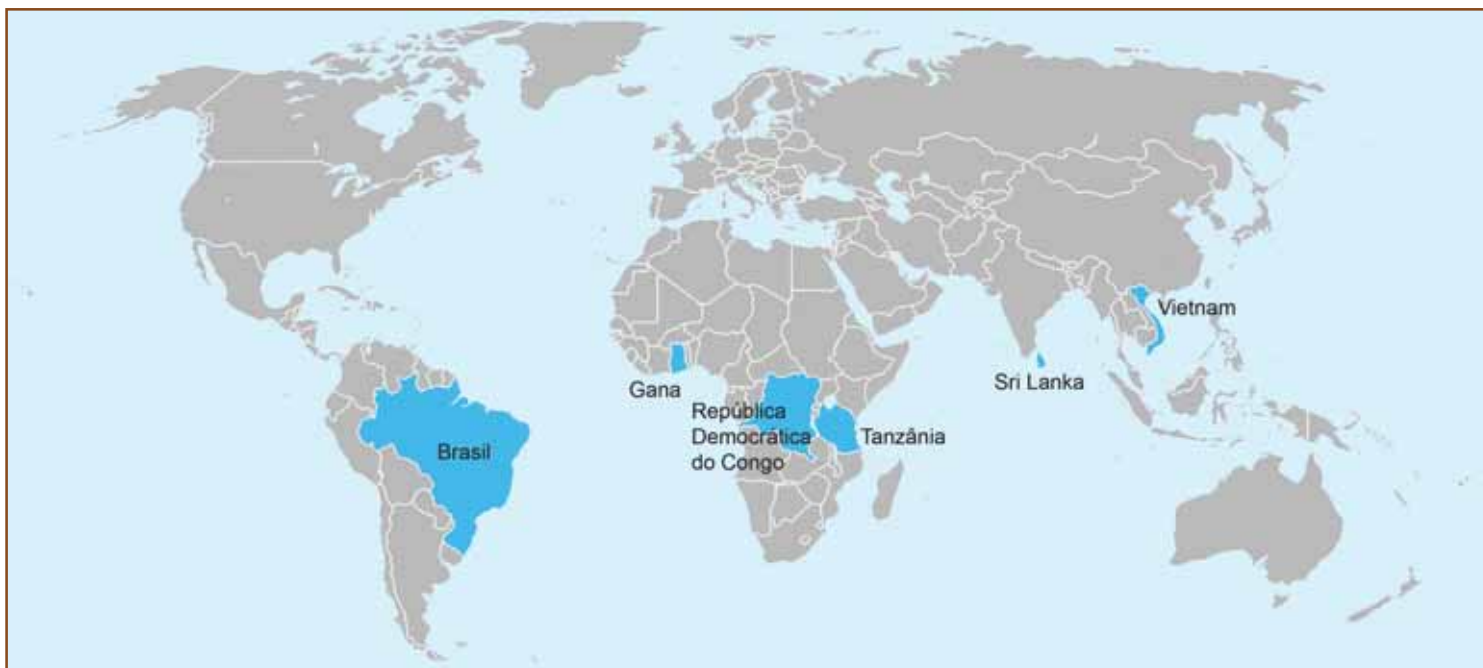 Vietnam
Sri Lanka
Gana
República
Democrática
do Congo
Tanzânia
Brasil